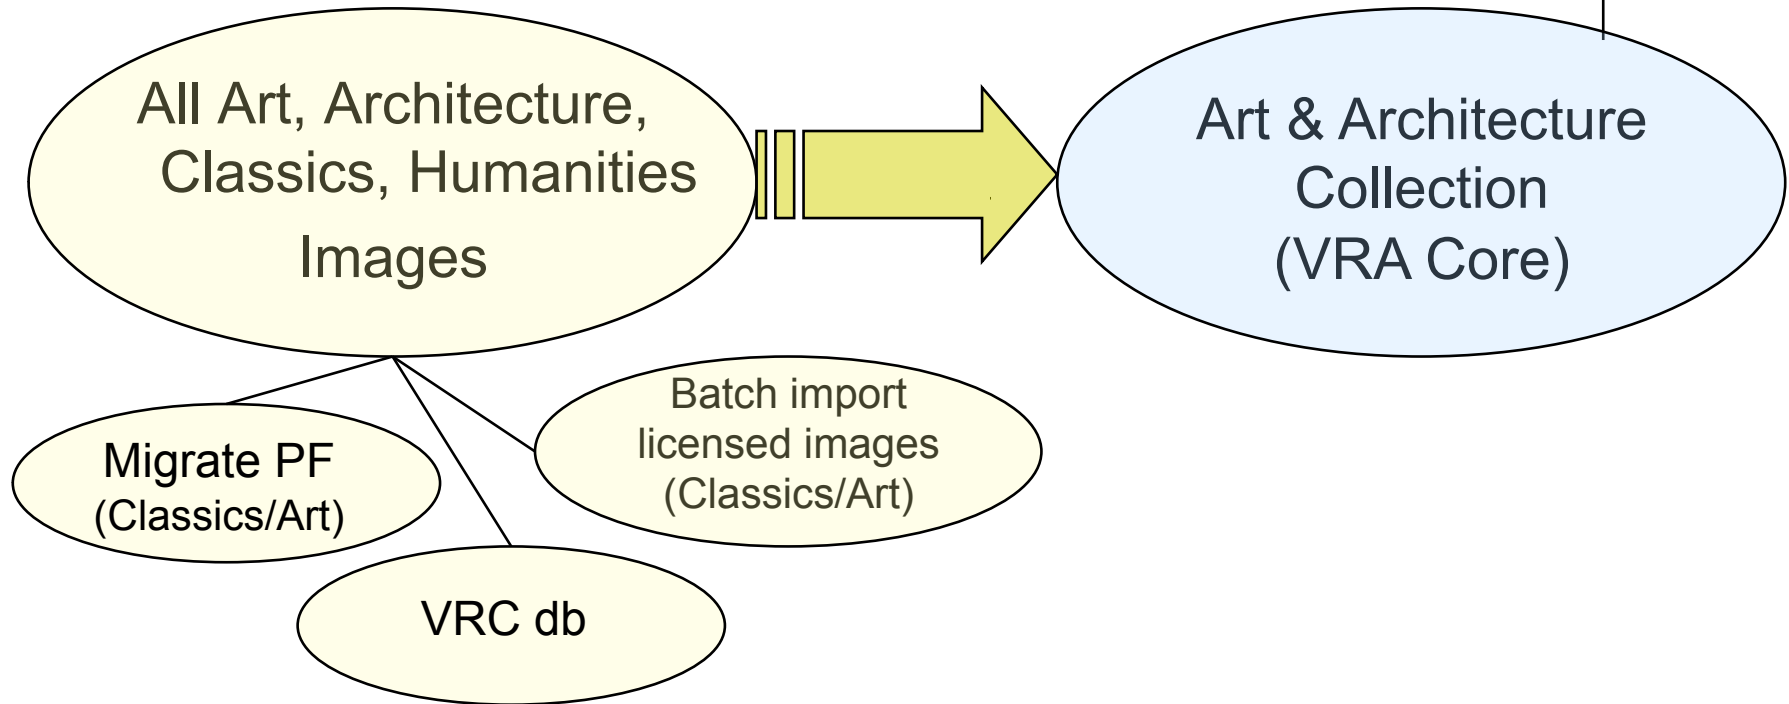 All Art, Architecture,
Classics, Humanities
Images
Art & Architecture
Collection
(VRA Core)
Migrate PF
(Classics/Art)
Batch import
licensed images
(Classics/Art)
VRC db